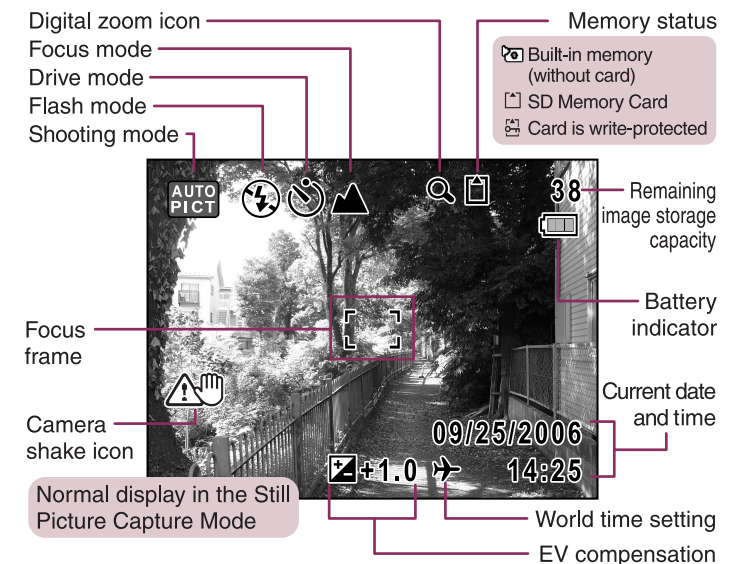 Digital zoom icon
Focus mode
Drive mode
Flash mode
Shooting mode
Memory status
Built-in memory
(without card)
SD Memory Card
Card is write-protected
AUTO
PICT
38
Remaining
image storage
capacity
Battery
indicator
Focus
frame
Camera
shake icon
Current date
and time
09/25/2006
+1.0
14:25
Normal display in the Still
Picture Capture Mode
World time setting
EV compensation